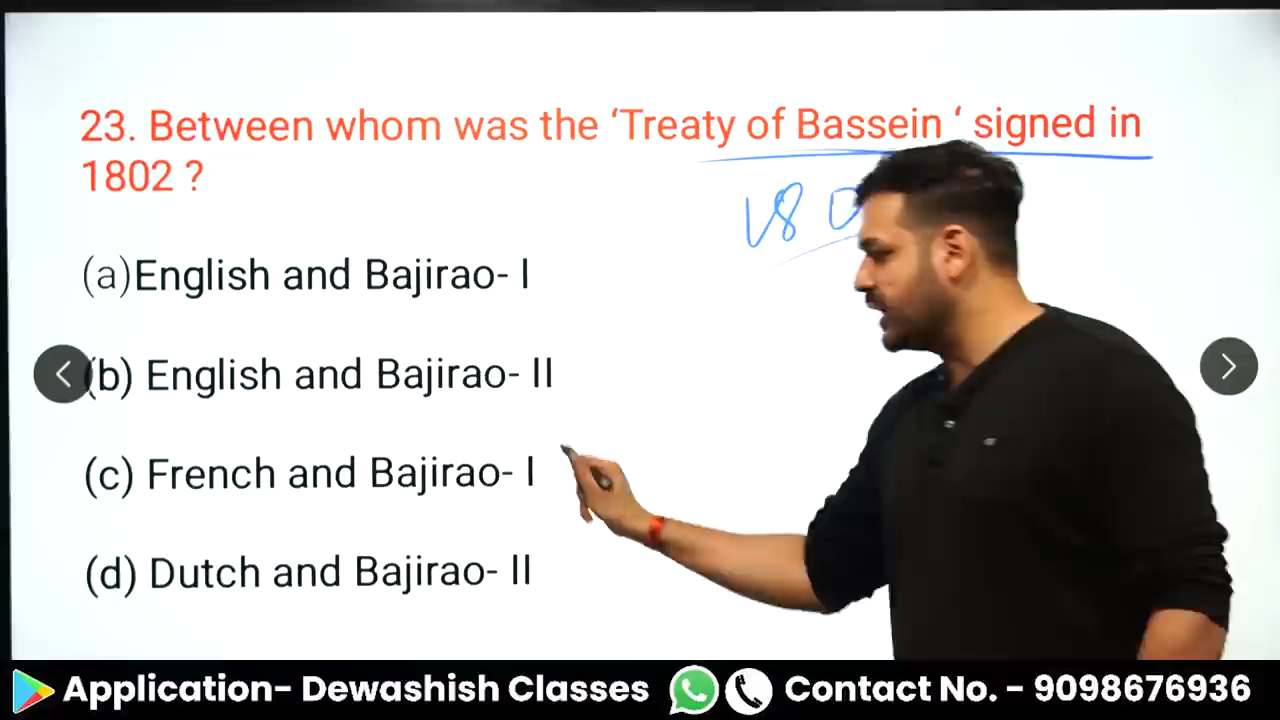 23. Between whom was the ‘Treaty of Bassein ‘ signed in
1802 ?
180
(a)English and Bajirao- I
(b) English and Bajirao- II
(c) French and Bajirao- I
(d) Dutch and Bajirao- II
Application- Dewashish Classes Contact No. - 9098676936